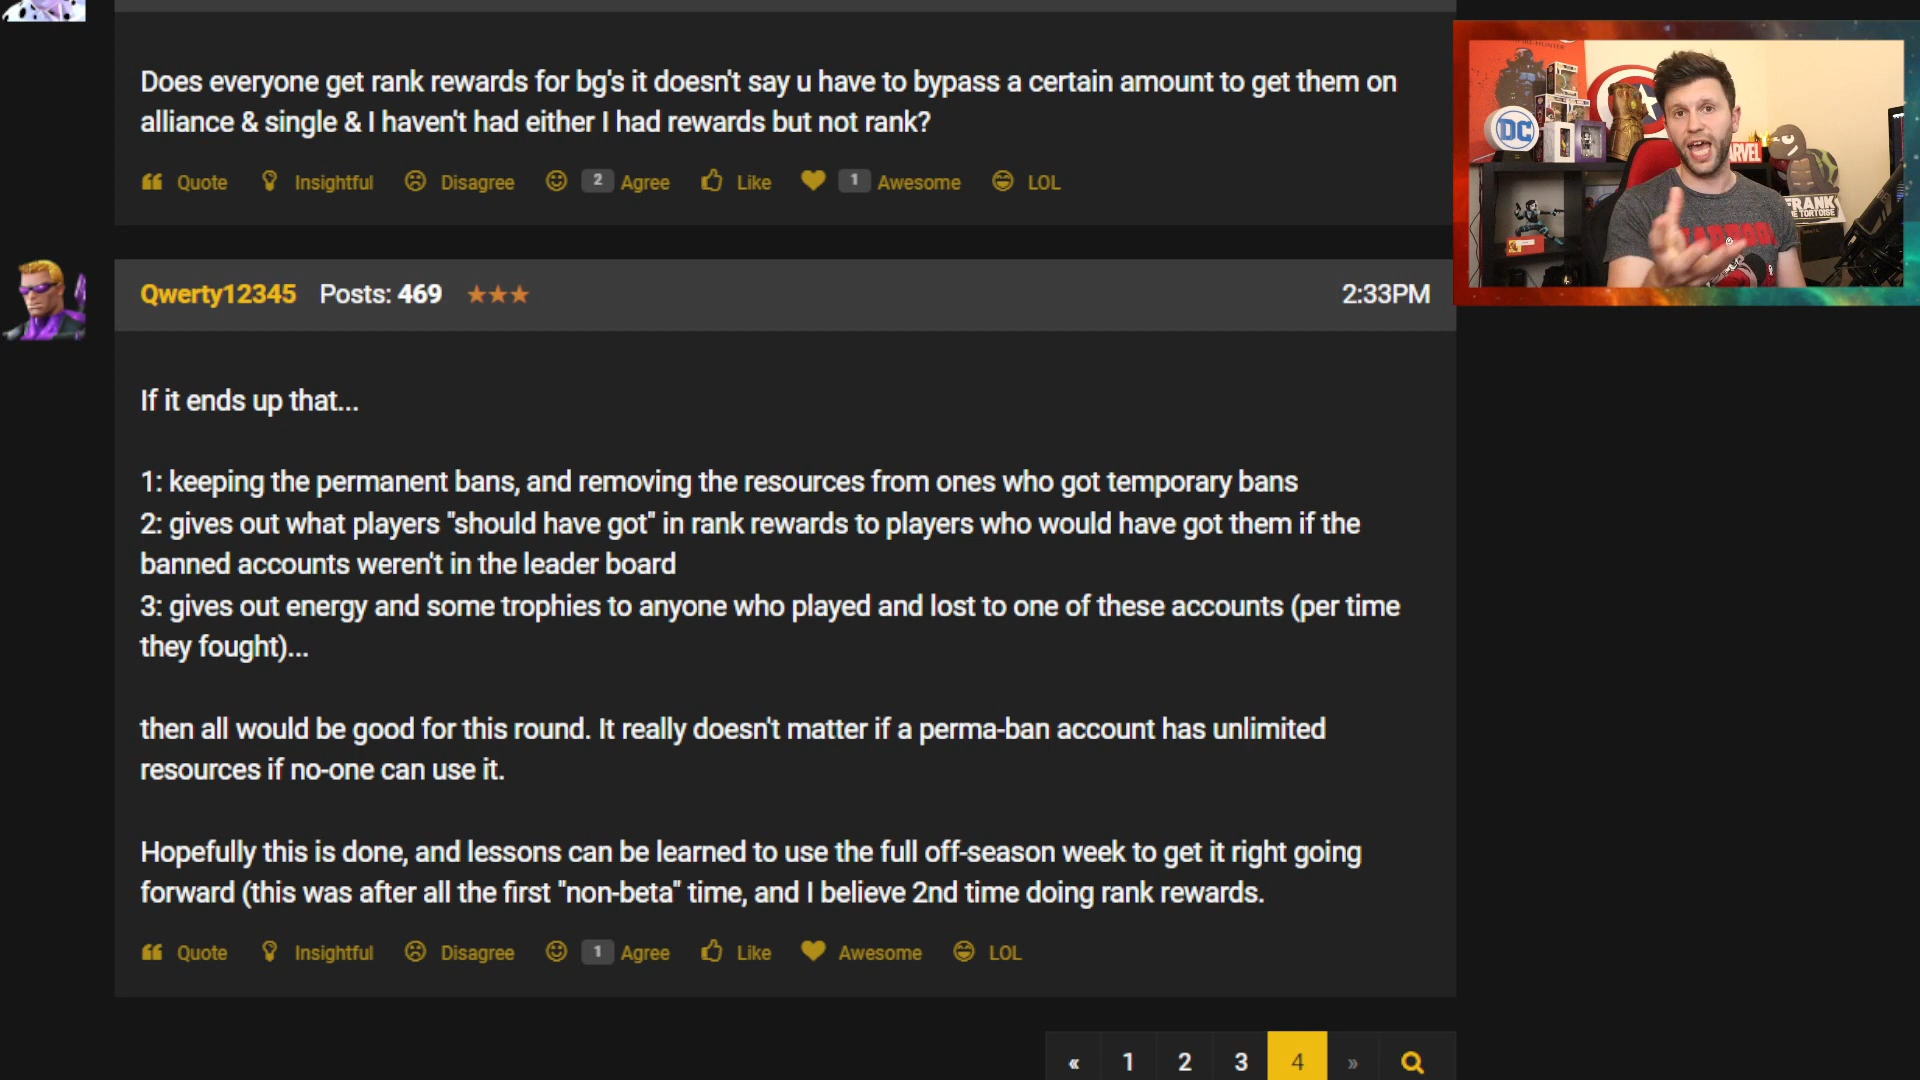 Does everyone get rank rewards for bg's it doesn't say u have to bypass a certain amount to get them on
alliance & single & I haven't had either I had rewards but not rank?
Quote Insightful Disagree 2 Agree Like 1 Awesome LOL
Qwerty12345 Posts: 469 ★★★ 2:33PM
If it ends up that...
1: keeping the permanent bans, and removing the resources from ones who got temporary bans
2: gives out what players "should have got" in rank rewards to players who would have got them if the
banned accounts weren't in the leader board
3: gives out energy and some trophies to anyone who played and lost to one of these accounts (per time
they fought)...
then all would be good for this round. It really doesn't matter if a perma-ban account has unlimited
resources if no-one can use it.
Hopefully this is done, and lessons can be learned to use the full off-season week to get it right going
forward (this was after all the first "non-beta" time, and I believe 2nd time doing rank rewards.
Quote Insightful Disagree 1 Agree Like Awesome LOL
« 1 2 3 4 »
DC
MARVEL
FRANK
TORTOISE
DEADPOOL